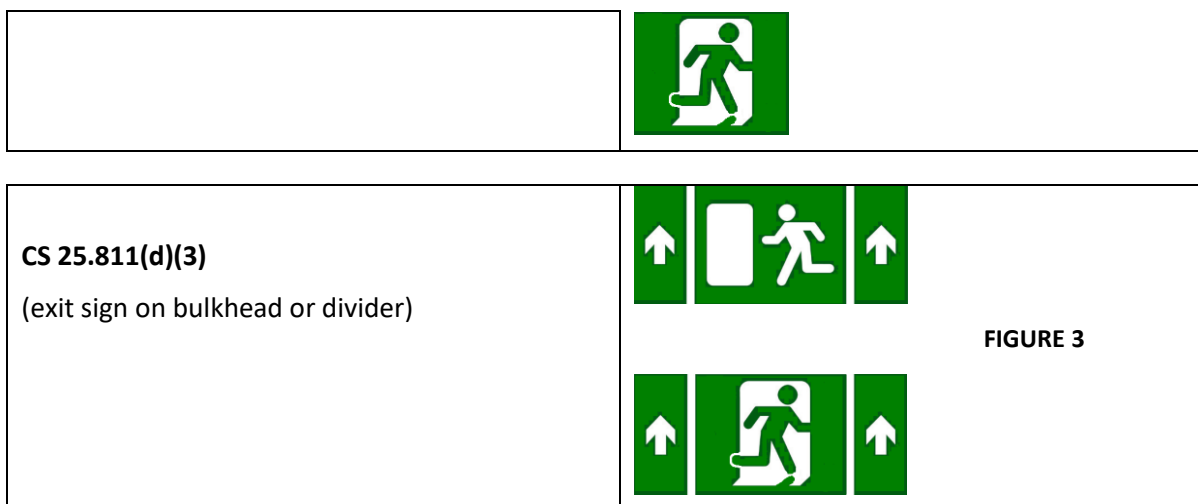 CS 25.811(d)(3)
(exit sign on bulkhead or divider)
FIGURE 3